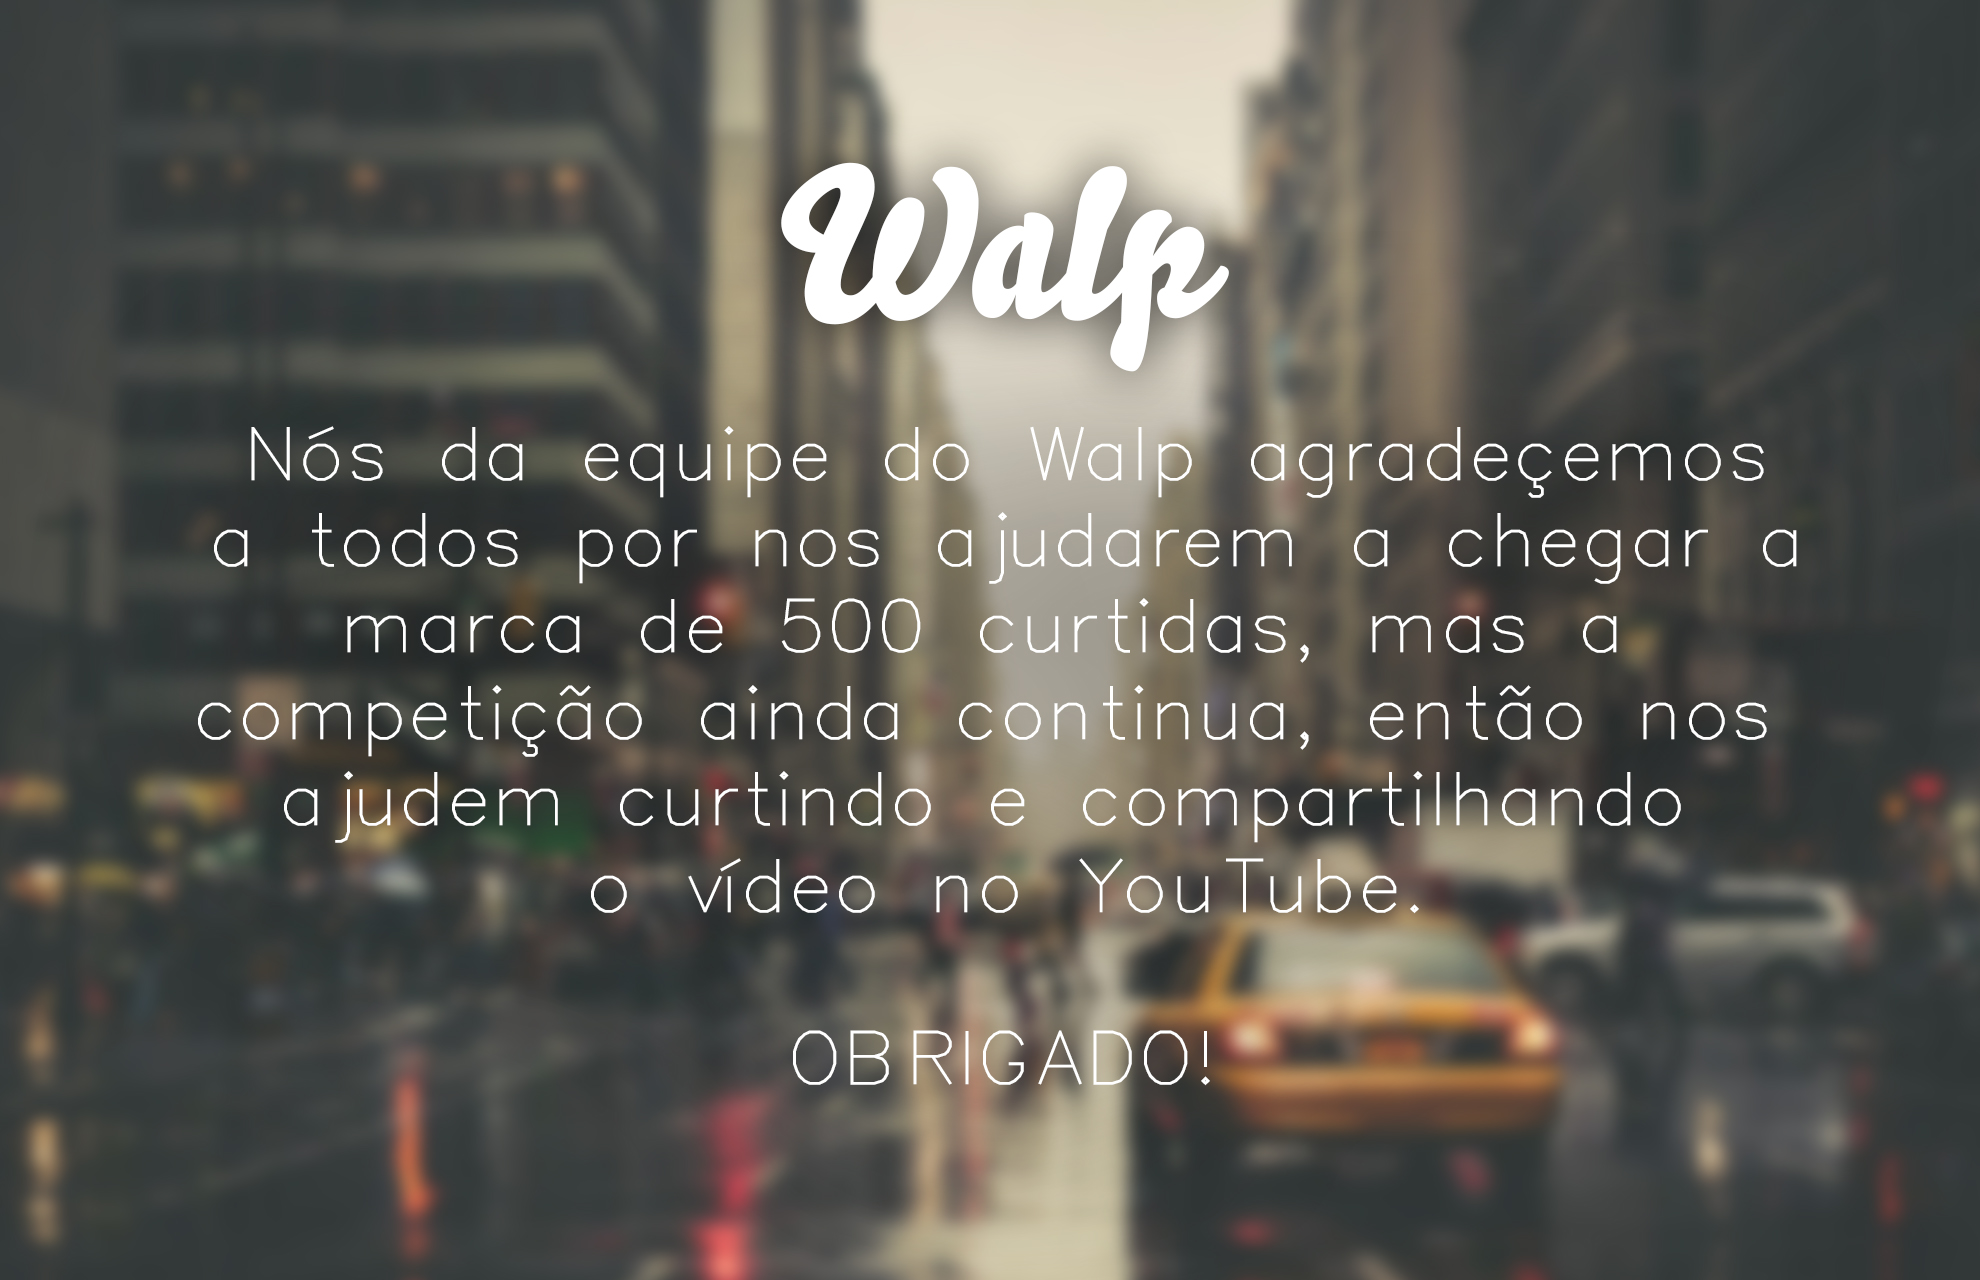 Walp
Nós da equipe do Walp agradeçemos
a todos por nos ajudarem a chegar a
marca de 500 curtidas, mas a
competição ainda continua, então nos
ajudem curtindo e compartilhando
o vídeo no YouTube.
OBRIGADO!